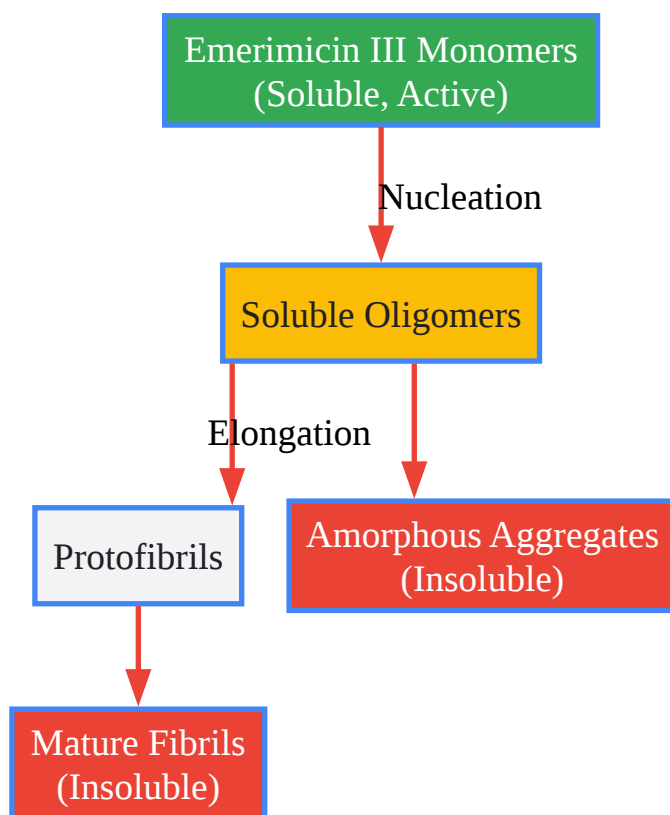 Emerimicin III Monomers
(Soluble, Active)
Nucleation
Soluble Oligomers
Elongation
Protofibrils
Amorphous Aggregates
(Insoluble)
Mature Fibrils
(Insoluble)